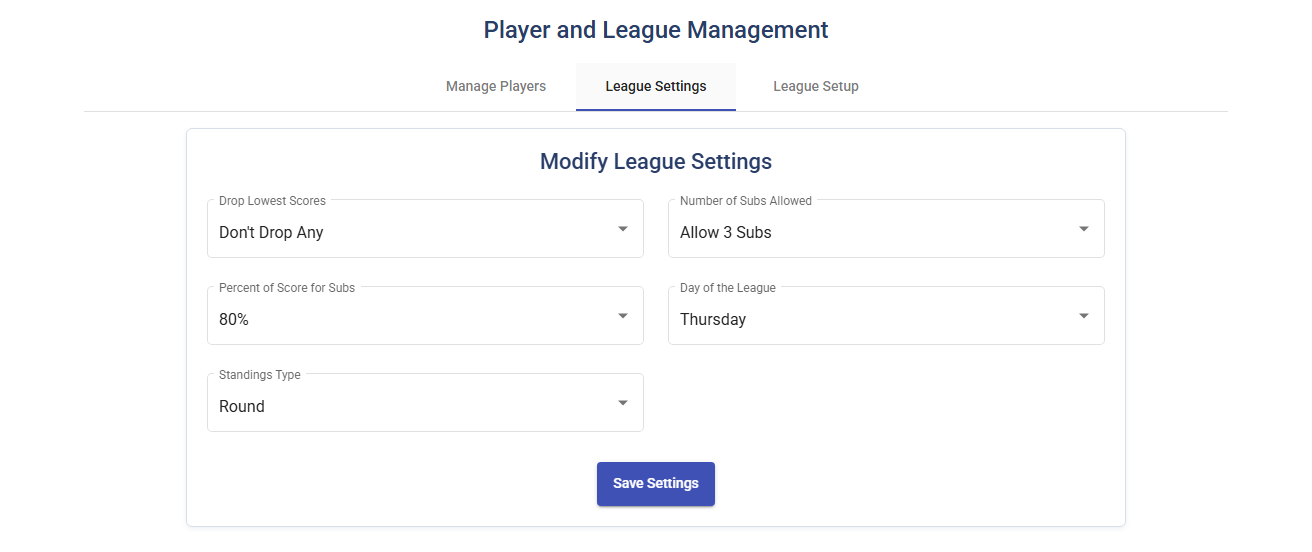 Player and League Management
Manage Players League Settings League Setup
Modify League Settings
Drop Lowest Scores Number of Subs Allowed
Don't Drop Any Allow 3 Subs
Percent of Score for Subs Day of the League
80% Thursday
Standings Type
Round
Save Settings